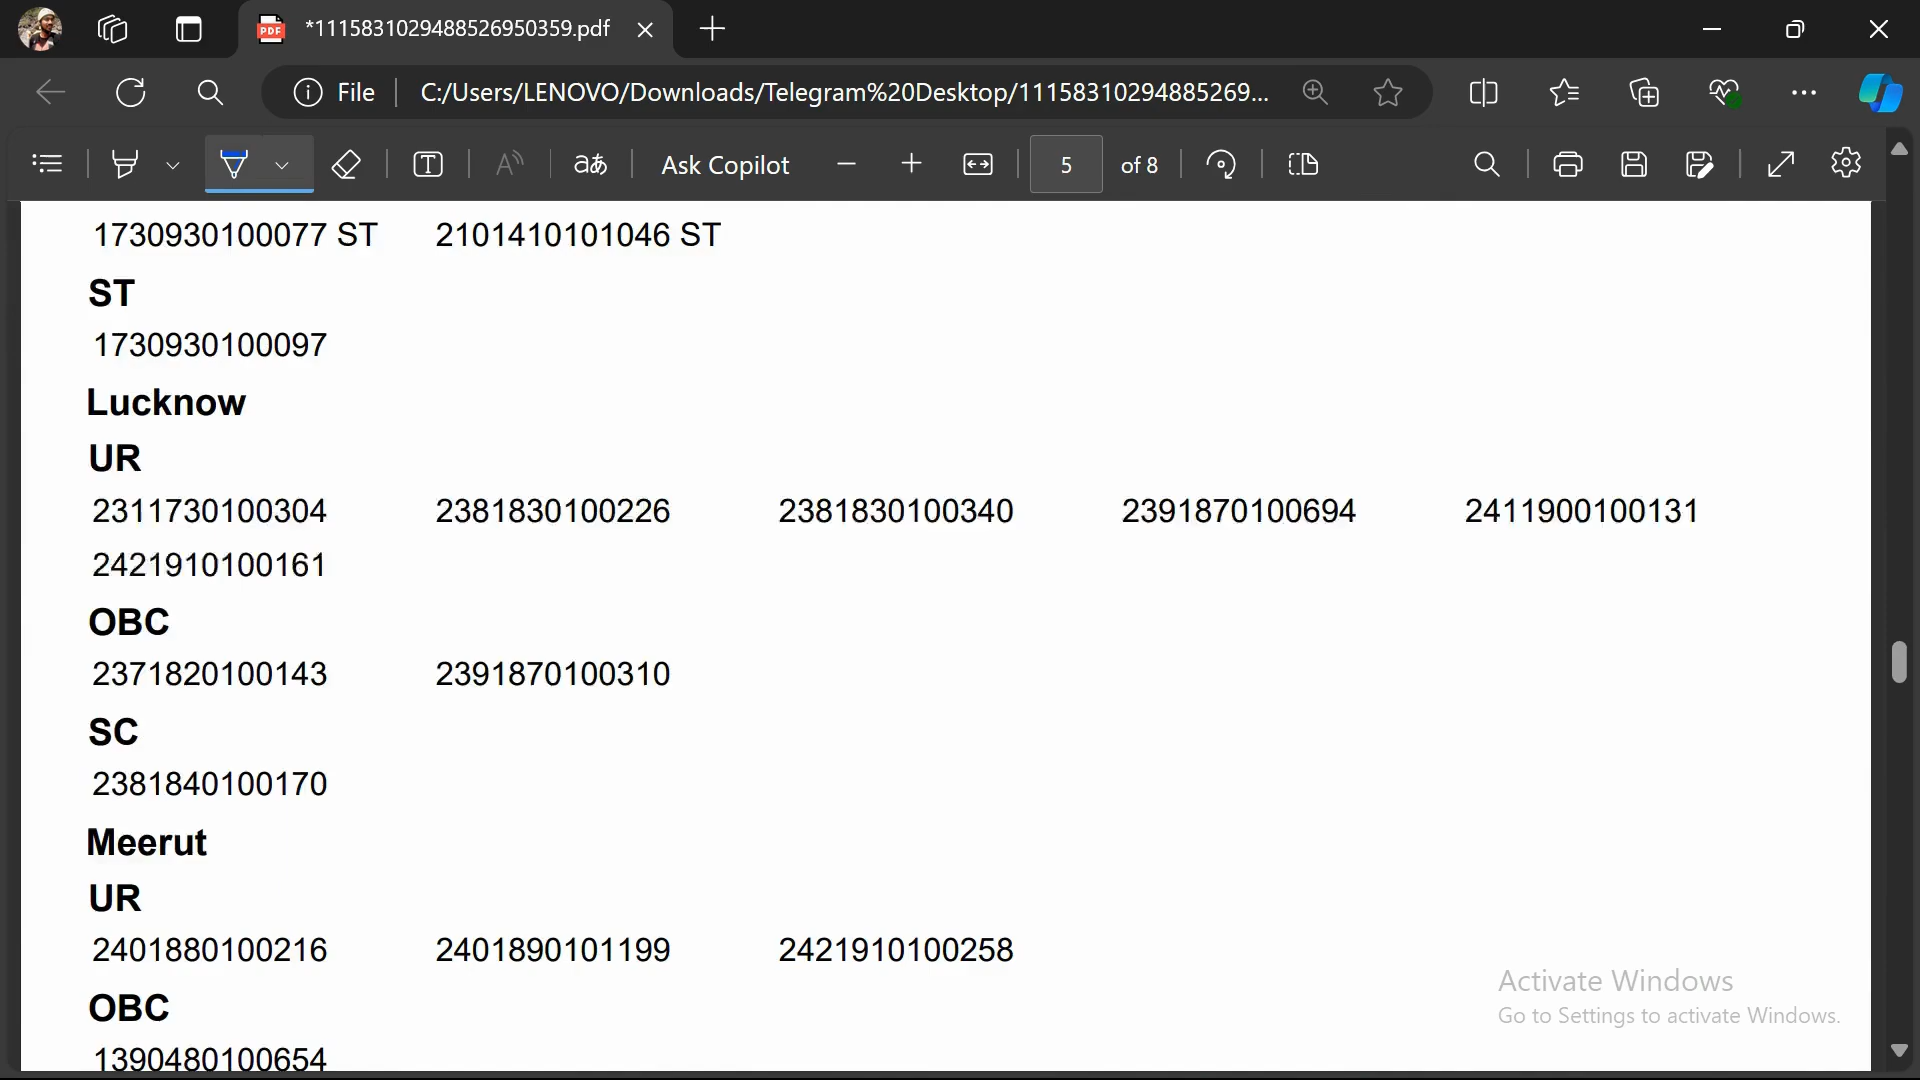 *1115831029488526950359.pdf
File
C:/Users/LENOVO/Downloads/Telegram%20Desktop/11158310294885269...
Ask Copilot
5
of 8
1730930100077 ST 2101410101046 ST
ST
1730930100097
Lucknow
UR
2311730100304 2381830100226 2381830100340 2391870100694 2411900100131
2421910100161
OBC
2371820100143 2391870100310
SC
2381840100170
Meerut
UR
2401880100216 2401890101199 2421910100258
OBC
1390480100654
Activate Windows
Go to Settings to activate Windows.